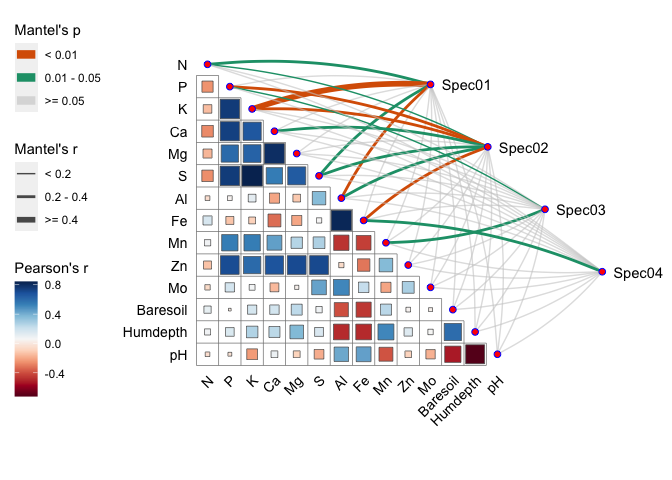 Mantel's p
< 0.01
0.01 - 0.05
>= 0.05
Mantel's r
< 0.2
0.2 - 0.4
>= 0.4
Pearson's r
0.8
0.4
0.0
-0.4
N
P
K
Ca
Mg
S
Al
Fe
Mn
Zn
Mo
Baresoil
Humdepth
pH
N
P
K
Ca
Mg
S
Al
Fe
Mn
Zn
Mo
Baresoil
Humdepth
pH
Spec01
Spec02
Spec03
Spec04